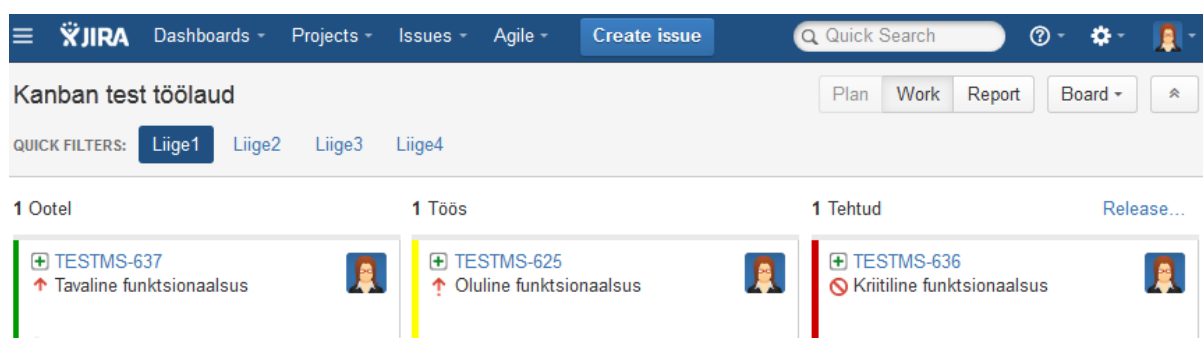 JIRA Dashboards Projects Issues Agile Create issue Quick Search
Kanban test töölaud Plan Work Report Board
QUICK FILTERS: Liige1 Liige2 Liige3 Liige4
1 Ootel 1 Töös 1 Tehtud Release...
TESTMS-637 TESTMS-625 TESTMS-636
Tavaline funktsionaalsus Oluline funktsionaalsus Kriitiline funktsionaalsus